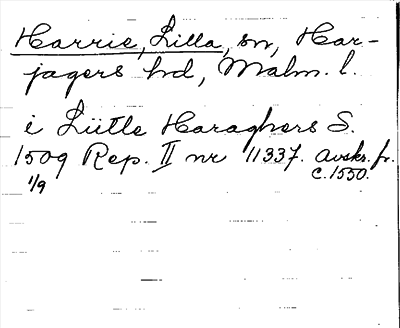 Harrie, Lilla, sn, Har-
jagers hd, Malm. l.
i Liitle Haraghers S.
1509 Rep. II nr 11337. Avskr. fr.
1/9 c. 1550.